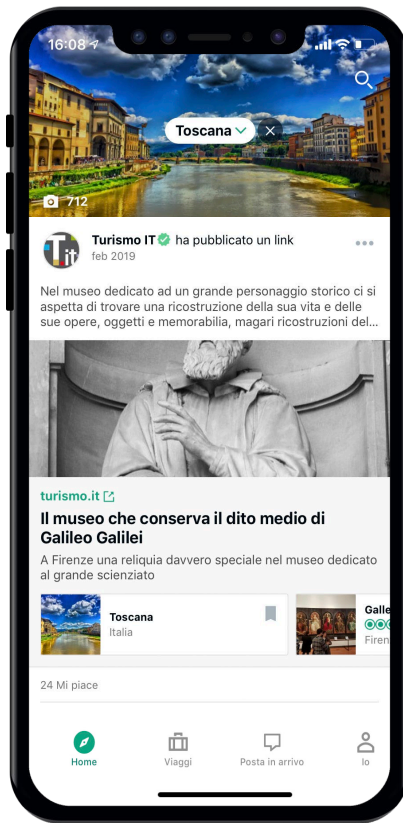 16:08
Toscana
712
Tit
Turismo IT ha pubblicato un link
feb 2019
Nel museo dedicato ad un grande personaggio storico ci si
aspetta di trovare una ricostruzione della sua vita e delle
sue opere, oggetti e memorabilia, magari ricostruzioni del...
turismo.it
Il museo che conserva il dito medio di
Galileo Galilei
A Firenze una reliquia davvero speciale nel museo dedicato
al grande scienziato
Toscana
Italia
Galle
Firen
24 Mi piace
Home
Viaggi
Posta in arrivo
Io